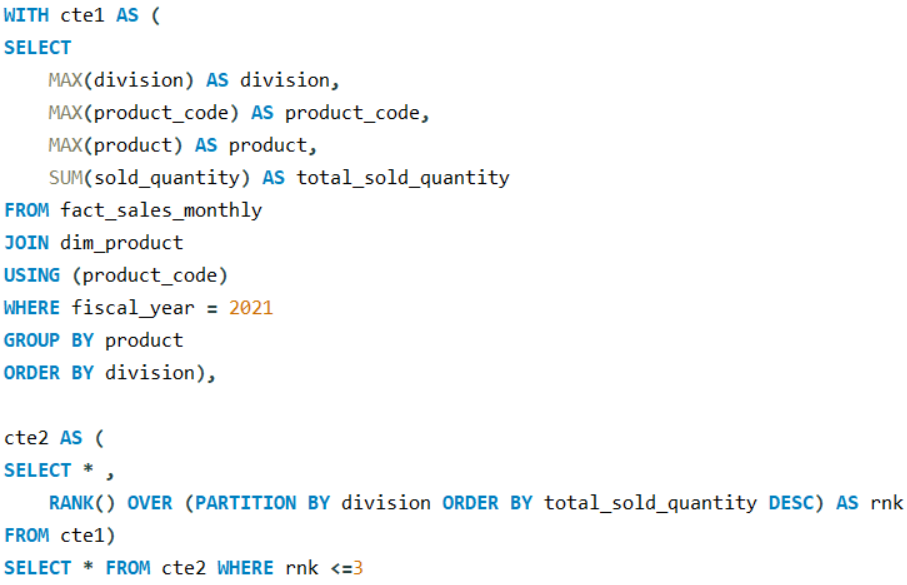 WITH cte1 AS (
SELECT
    MAX(division) AS division,
    MAX(product_code) AS product_code,
    MAX(product) AS product,
    SUM(sold_quantity) AS total_sold_quantity
FROM fact_sales_monthly
JOIN dim_product
USING (product_code)
WHERE fiscal_year = 2021
GROUP BY product
ORDER BY division),

cte2 AS (
SELECT * ,
    RANK() OVER (PARTITION BY division ORDER BY total_sold_quantity DESC) AS rnk
FROM cte1)
SELECT * FROM cte2 WHERE rnk <=3